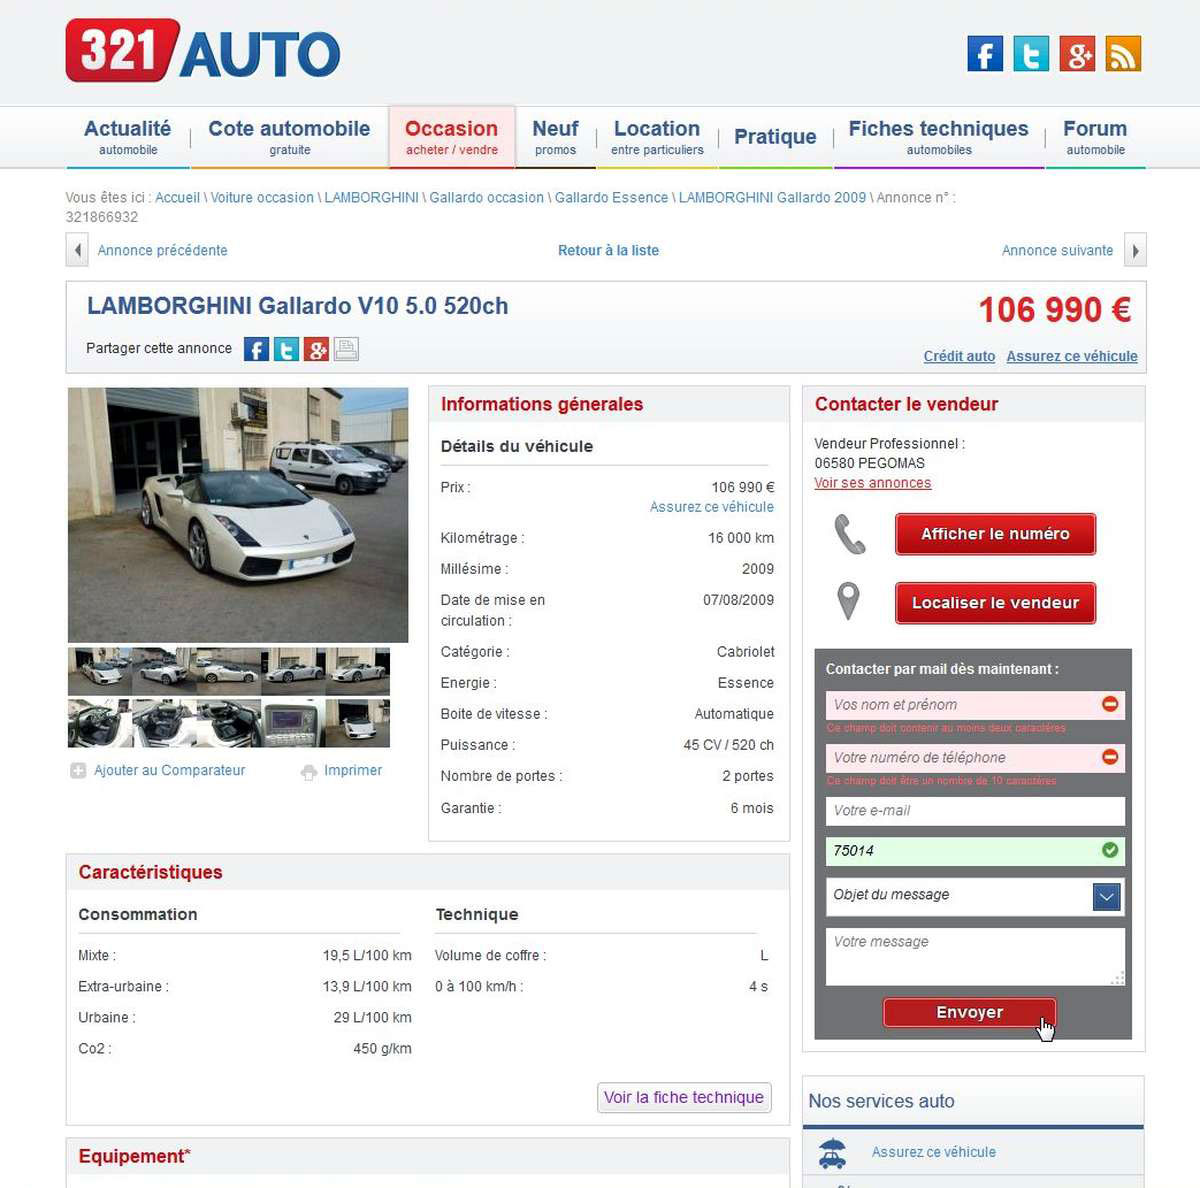 321 AUTO
Actualité
automobile
Cote automobile
gratuite
Occasion
acheter / vendre
Neuf
promos
Location
entre particuliers
Pratique
Fiches techniques
automobiles
Forum
automobile
Vous êtes ici : Accueil \ Voiture occasion \ LAMBORGHINI \ Gallardo occasion \ Gallardo Essence \ LAMBORGHINI Gallardo 2009 \ Annonce n° :
321866932
Annonce précédente
Retour à la liste
Annonce suivante
LAMBORGHINI Gallardo V10 5.0 520ch
106 990 €
Partager cette annonce
Crédit auto Assurez ce véhicule
Informations génerales
Détails du véhicule
Prix : 106 990 €
Assurez ce véhicule
Kilométrage : 16 000 km
Millésime : 2009
Date de mise en 07/08/2009
circulation :
Catégorie : Cabriolet
Energie : Essence
Boite de vitesse : Automatique
Puissance : 45 CV / 520 ch
Nombre de portes : 2 portes
Garantie : 6 mois
Contacter le vendeur
Vendeur Professionnel :
06580 PEGOMAS
Voir ses annonces
Afficher le numéro
Localiser le vendeur
Contacter par mail dès maintenant :
Vos nom et prénom
Ce champ doit contenir au moins deux caractères
Votre numéro de téléphone
Ce champ doit être un nombre de 10 caractères
Votre e-mail
75014
Objet du message
Votre message
Envoyer
Ajouter au Comparateur
Imprimer
Caractéristiques
Consommation
Mixte : 19,5 L/100 km
Extra-urbaine : 13,9 L/100 km
Urbaine : 29 L/100 km
Co2 : 450 g/km
Technique
Volume de coffre : L
0 à 100 km/h : 4 s
Voir la fiche technique
Equipement*
Nos services auto
Assurez ce véhicule